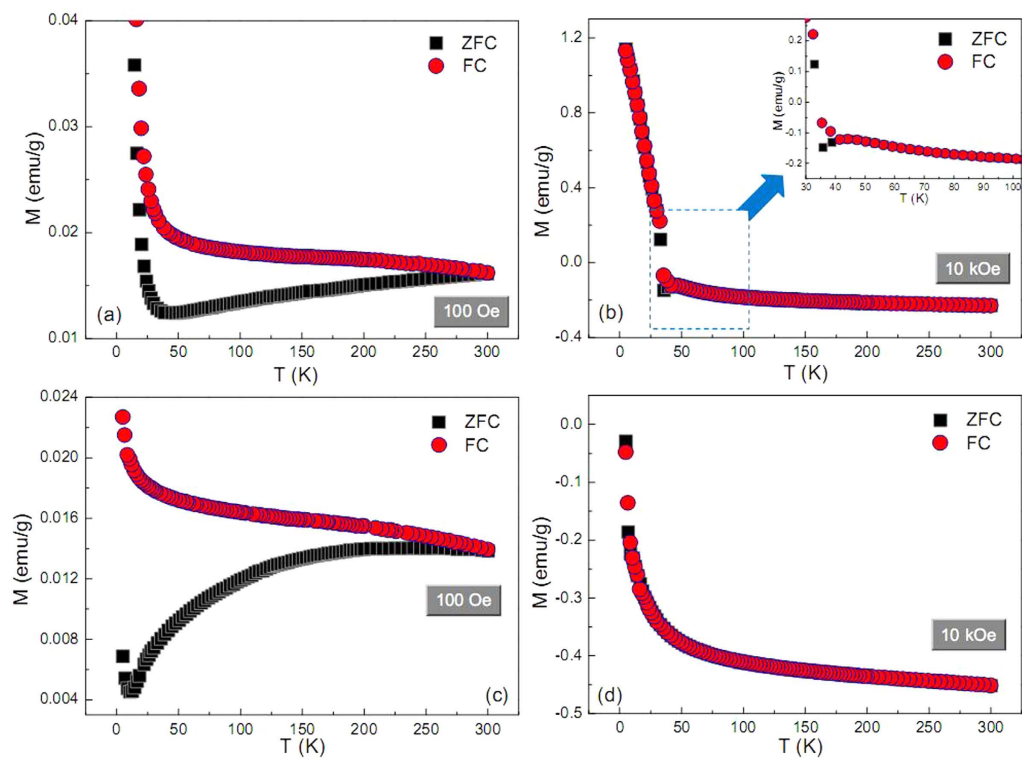 0.04
0.03
0.02
0.01
M (emu/g)
ZFC
FC
(a)
100 Oe
0 50 100 150 200 250 300
T (K)
1.2
0.8
0.4
0.0
-0.4
M (emu/g)
0.2
0.1
0.0
-0.1
-0.2
M (emu/g)
ZFC
FC
30 40 50 60 70 80 90 100
T (K)
(b)
10 kOe
0 50 100 150 200 250 300
T (K)
0.024
0.020
0.016
0.012
0.008
0.004
M (emu/g)
ZFC
FC
100 Oe
(c)
0 50 100 150 200 250 300
T (K)
0.0
-0.1
-0.2
-0.3
-0.4
-0.5
M (emu/g)
ZFC
FC
10 kOe
(d)
0 50 100 150 200 250 300
T (K)